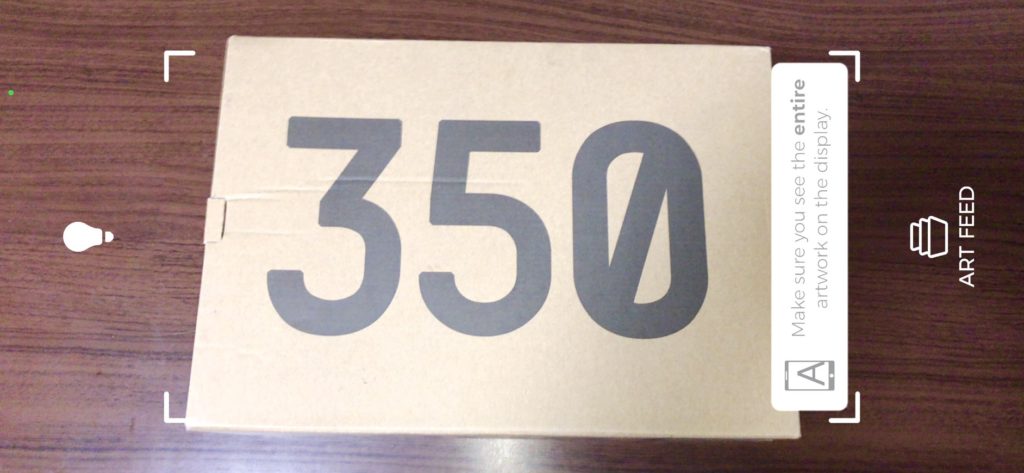 350
Make sure you see the entire
artwork on the display.
A
ART FEED